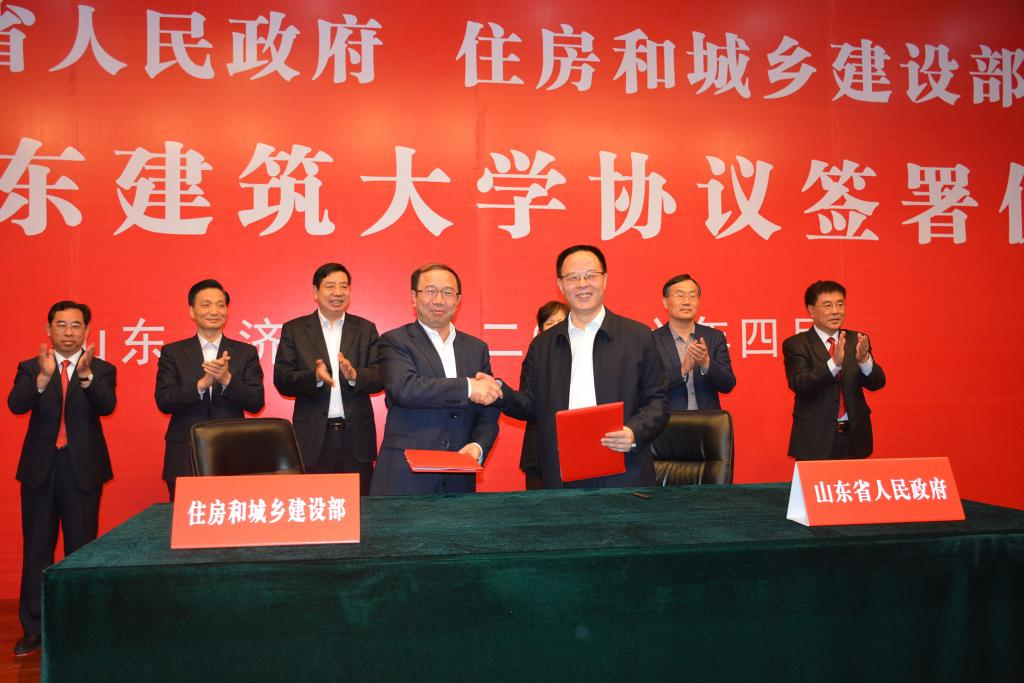 省人民政府 住房和城乡建设部
东建筑大学协议签署仪
山东 济 二 年四月
住房和城乡建设部
山东省人民政府